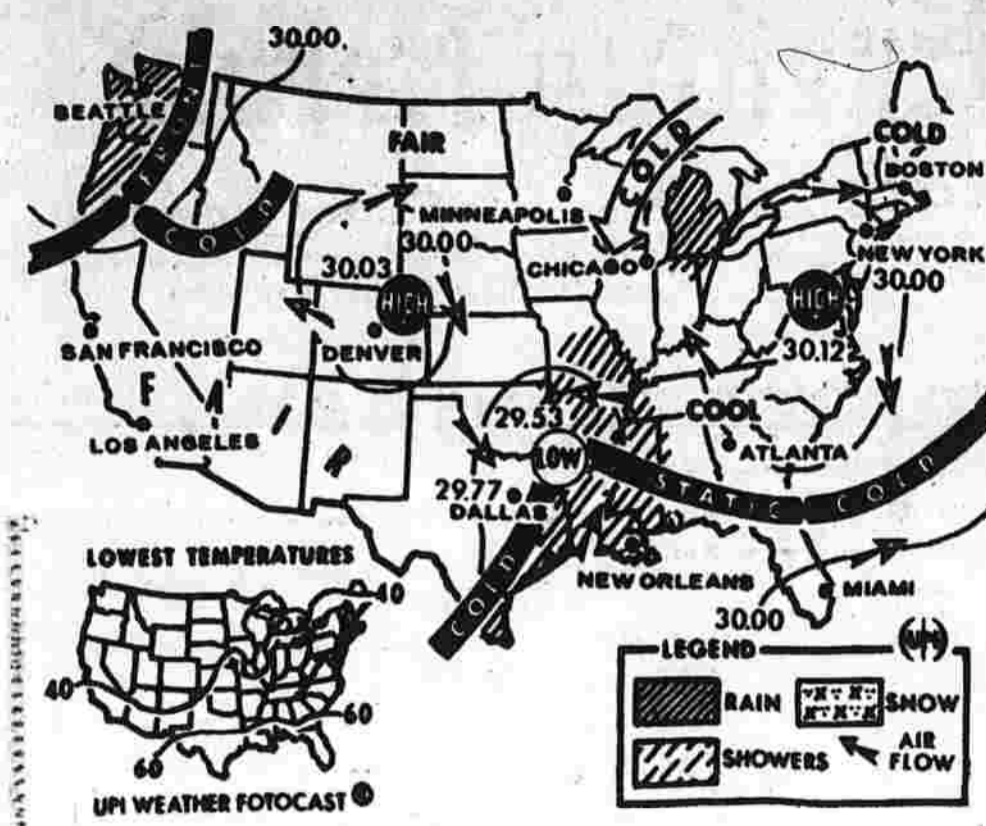 30.00
SEATTLE
FRONT
COLD
FAIR
COLD
COLD
BOSTON
MINNEAPOLIS
30.00
NEW YORK
30.00
CHICAGO
30.03
HIGH
HIGH
DENVER
30.12
SAN FRANCISCO
F
A
I
R
LOS ANGELES
29.53
COOL
LOW
ATLANTA
29.77
DALLAS
STATIC
COLD
COLD
NEW ORLEANS
MIAMI
30.00
LOWEST TEMPERATURES
40
40
60
60
UPI WEATHER FOTOCAST
LEGEND
UPI
RAIN
SNOW
SHOWERS
AIR
FLOW